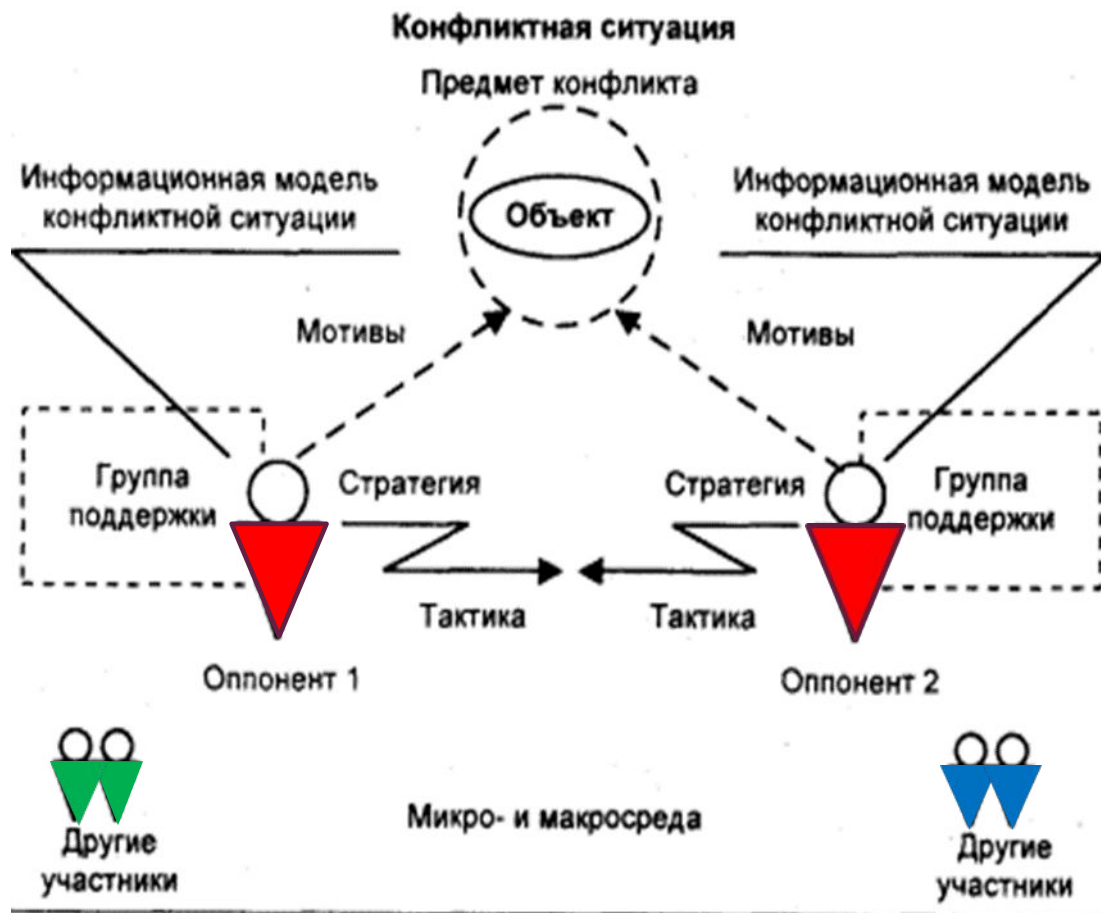 Конфликтная ситуация
Предмет конфликта
Информационная модель
конфликтной ситуации
Объект
Информационная модель
конфликтной ситуации
Мотивы
Мотивы
Группа
поддержки
Стратегия
Стратегия
Группа
поддержки
Тактика
Тактика
Оппонент 1
Оппонент 2
Микро- и макросреда
Другие
участники
Другие
участники